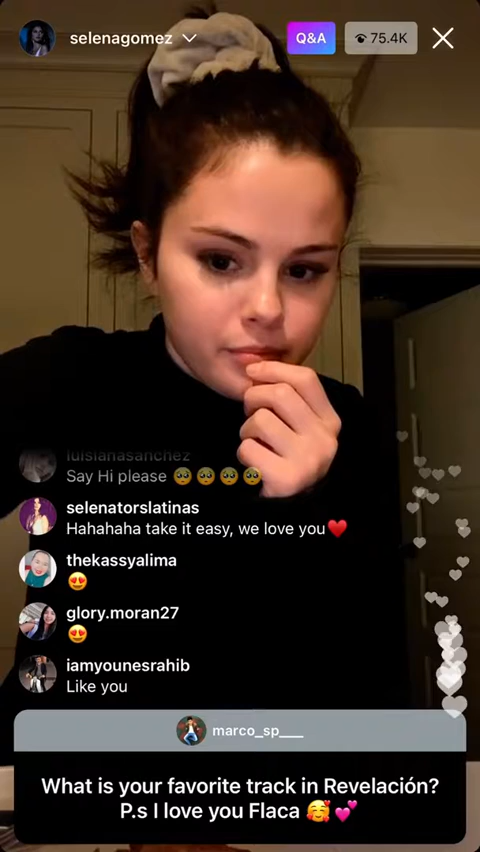 selenagomez
Q&A
75.4K
luisianasanchez
Say Hi please 🥺🥺🥺🥺
selenatorslatinas
Hahahaha take it easy, we love you❤️
thekassyalima
😍
glory.moran27
😍
iamyounesrahib
Like you
marco_sp___
What is your favorite track in Revelación?
P.s I love you Flaca 🥰 💕